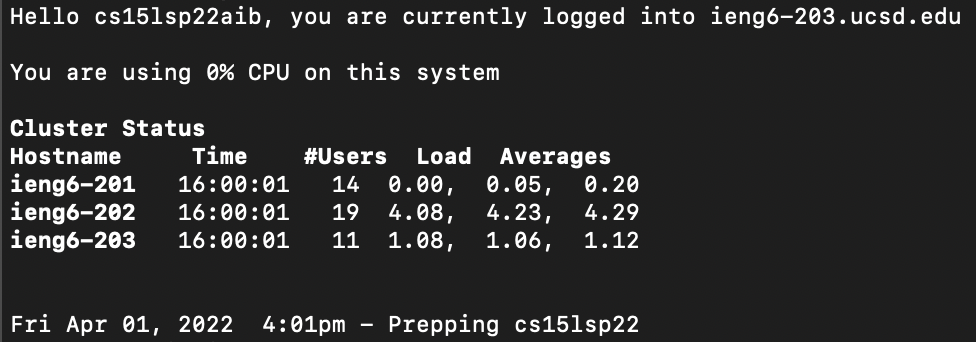 Hello cs15lsp22aib, you are currently logged into ieng6-203.ucsd.edu
You are using 0% CPU on this system
Cluster Status
Hostname     Time    #Users  Load  Averages
ieng6-201   16:00:01   14  0.00,  0.05,  0.20
ieng6-202   16:00:01   19  4.08,  4.23,  4.29
ieng6-203   16:00:01   11  1.08,  1.06,  1.12
Fri Apr 01, 2022  4:01pm - Prepping cs15lsp22